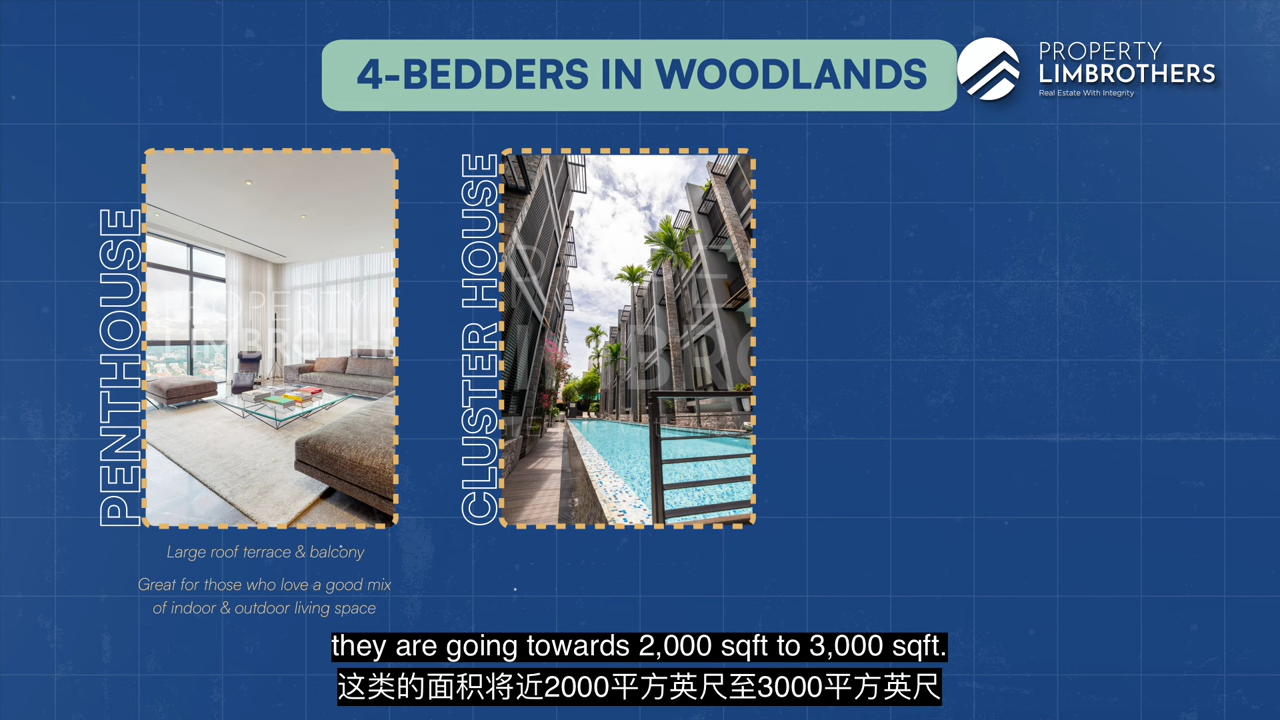 4-BEDDERS IN WOODLANDS
PROPERTY
LIMBROTHERS
Real Estate With Integrity
PENTHOUSE
CLUSTER HOUSE
PROPERTY
LIMBROTHE
Large roof terrace & balcony
Great for those who love a good mix
of indoor & outdoor living space
they are going towards 2,000 sqft to 3,000 sqft.
这类的面积将近2000平方英尺至3000平方英尺